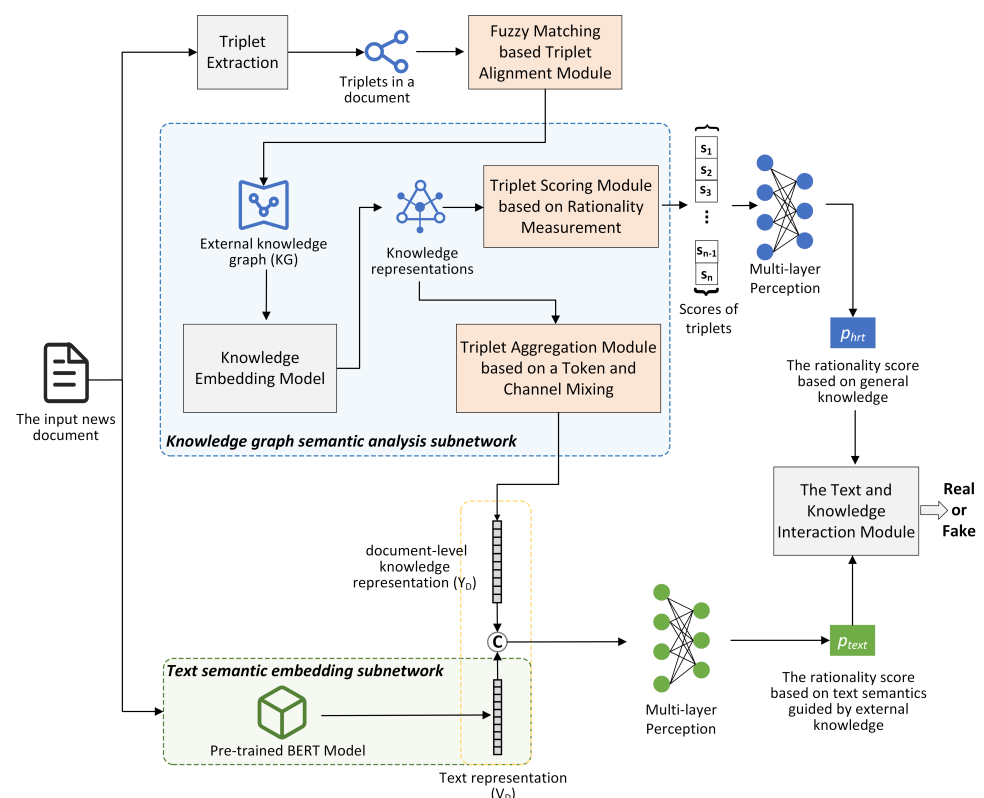 Triplet
Extraction
Triplets in a
document
Fuzzy Matching
based Triplet
Alignment Module
External knowledge
graph (KG)
Knowledge
representations
Triplet Scoring Module
based on Rationality
Measurement
s1
s2
s3
sn-1
sn
Scores of
triplets
Multi-layer
Perception
Knowledge
Embedding Model
Triplet Aggregation Module
based on a Token and
Channel Mixing
Knowledge graph semantic analysis subnetwork
phrt
The rationality score
based on general
knowledge
The input news
document
The Text and
Knowledge
Interaction Module
Real
or
Fake
document-level
knowledge
representation (YD)
C
Text semantic embedding subnetwork
Pre-trained BERT Model
Text representation
(VD)
Multi-layer
Perception
ptext
The rationality score
based on text semantics
guided by external
knowledge